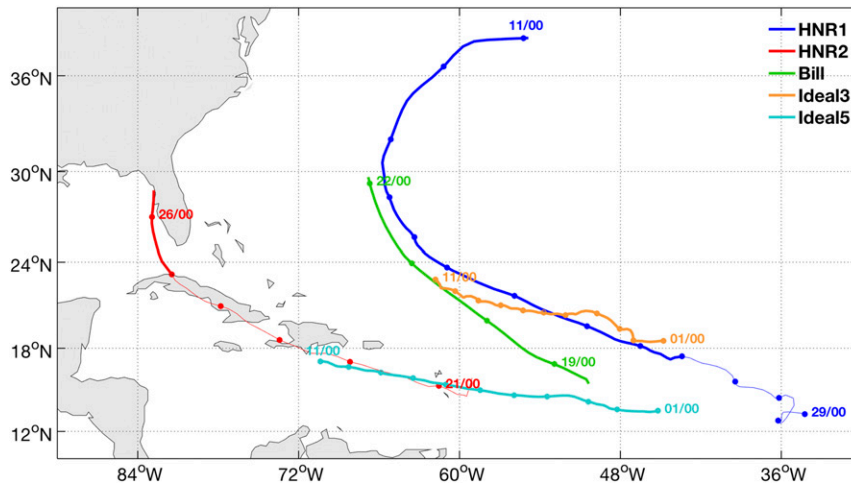 11/00
HNR1
HNR2
Bill
Ideal3
Ideal5
36°N
30°N
24°N
18°N
12°N
22/00
26/00
11/00
01/00
11/00
19/00
21/00
01/00
29/00
84°W
72°W
60°W
48°W
36°W